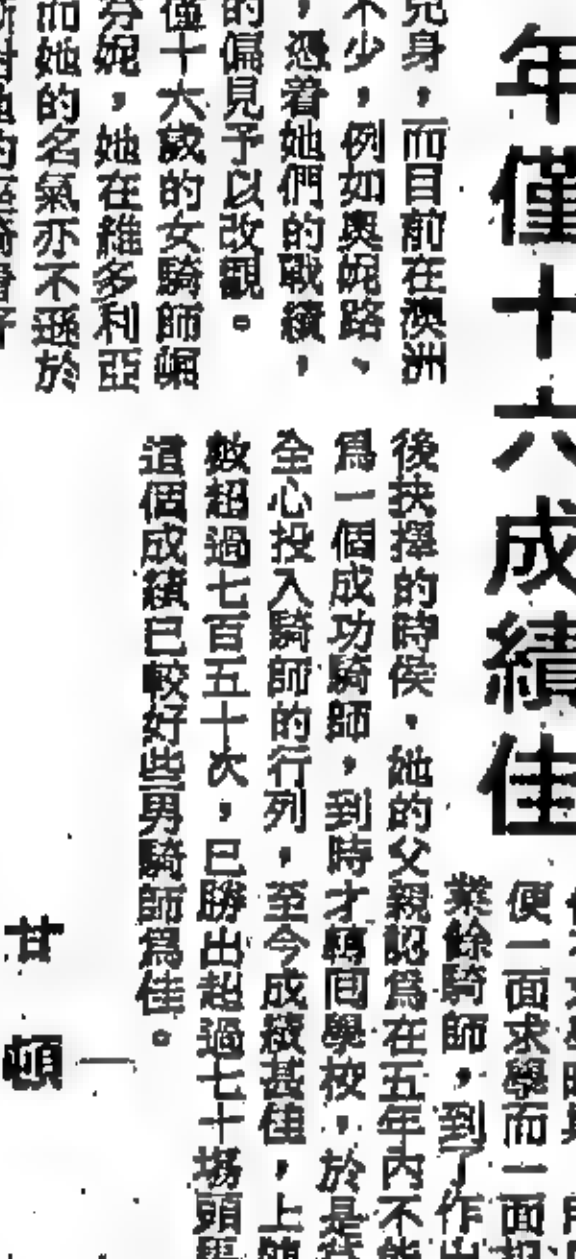 年僅十六成績佳
兒身，而目前在澳洲
不少，例如奧妮路、
，憑着她們的戰績，
的偏見予以改觀。
僅十六歲的女騎師
芬妮，她在維多利亞
而她的名氣亦不遜於
便一面求學而一面
業餘騎師，到了作出
後抉擇的時侯，她的父親認爲在五年內不能
爲一個成功騎師，到時才轉囘學校，於是
全心投入騎師的行列，至今成績甚佳，上陣
數超過七百五十次，已勝出超過七十場頭馬
這個成績已較好些男騎師爲佳。
甘頓